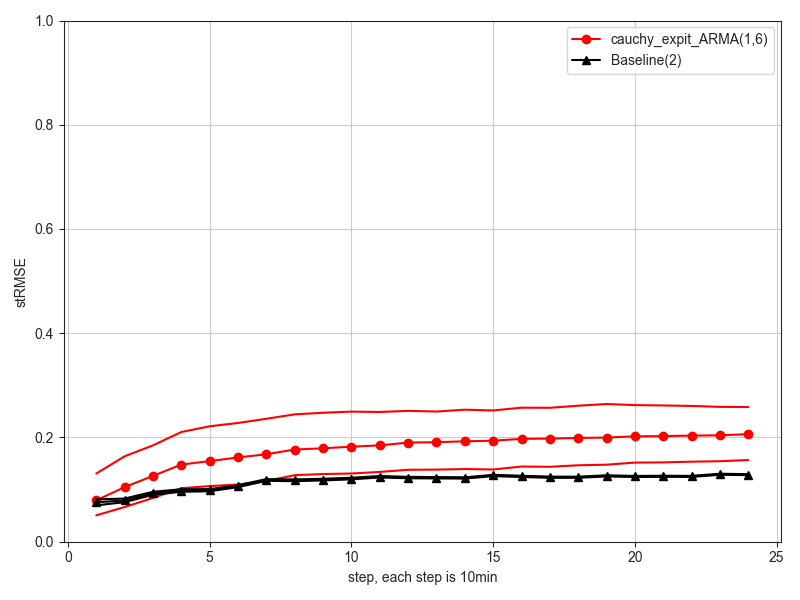 1.0
0.8
0.6
0.4
0.2
0.0
stRMSE
cauchy_expit_ARMA(1,6)
Baseline(2)
0 5 10 15 20 25
step, each step is 10min